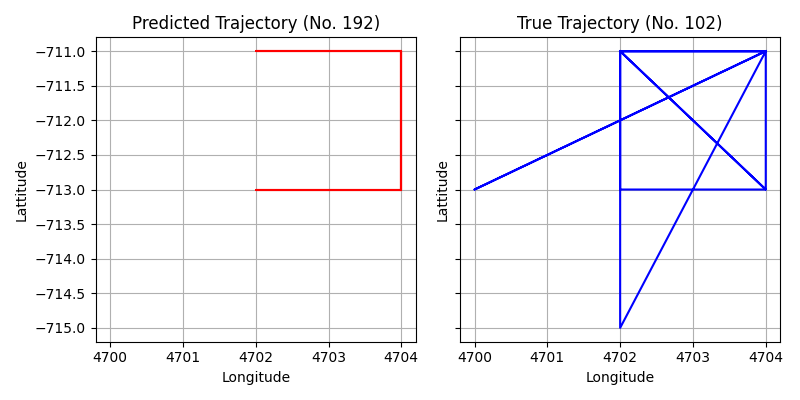 Predicted Trajectory (No. 192)
True Trajectory (No. 102)
−711.0
−711.5
−712.0
−712.5
−713.0
−713.5
−714.0
−714.5
−715.0
Lattitude
Lattitude
4700 4701 4702 4703 4704
4700 4701 4702 4703 4704
Longitude
Longitude